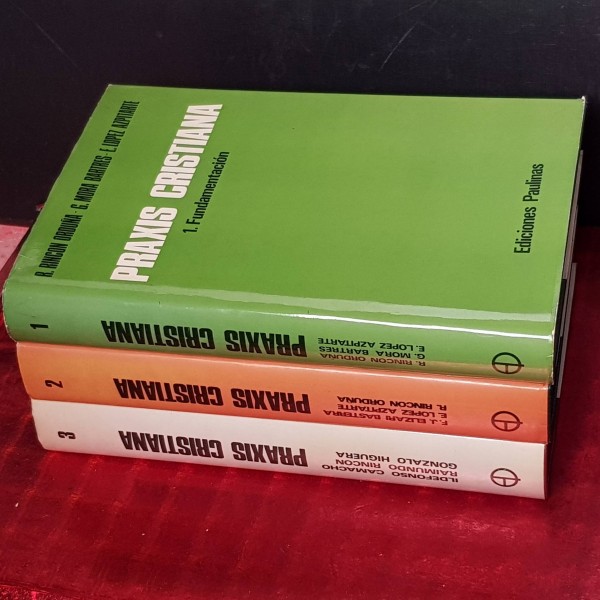 R. RINCON ORDUÑA - G. MORA BARTRES - E. LOPEZ AZPITARTE
PRAXIS CRISTIANA
1. Fundamentación
Ediciones Paulinas
1
PRAXIS CRISTIANA
R. RINCON ORDUÑA
G. MORA BARTRES
E. LOPEZ AZPITARTE
2
PRAXIS CRISTIANA
F. J. ELIZARI BASTERRA
E. LOPEZ AZPITARTE
R. RINCON ORDUÑA
3
PRAXIS CRISTIANA
ILDEFONSO CAMACHO
RAIMUNDO RINCON
GONZALO HIGUERA